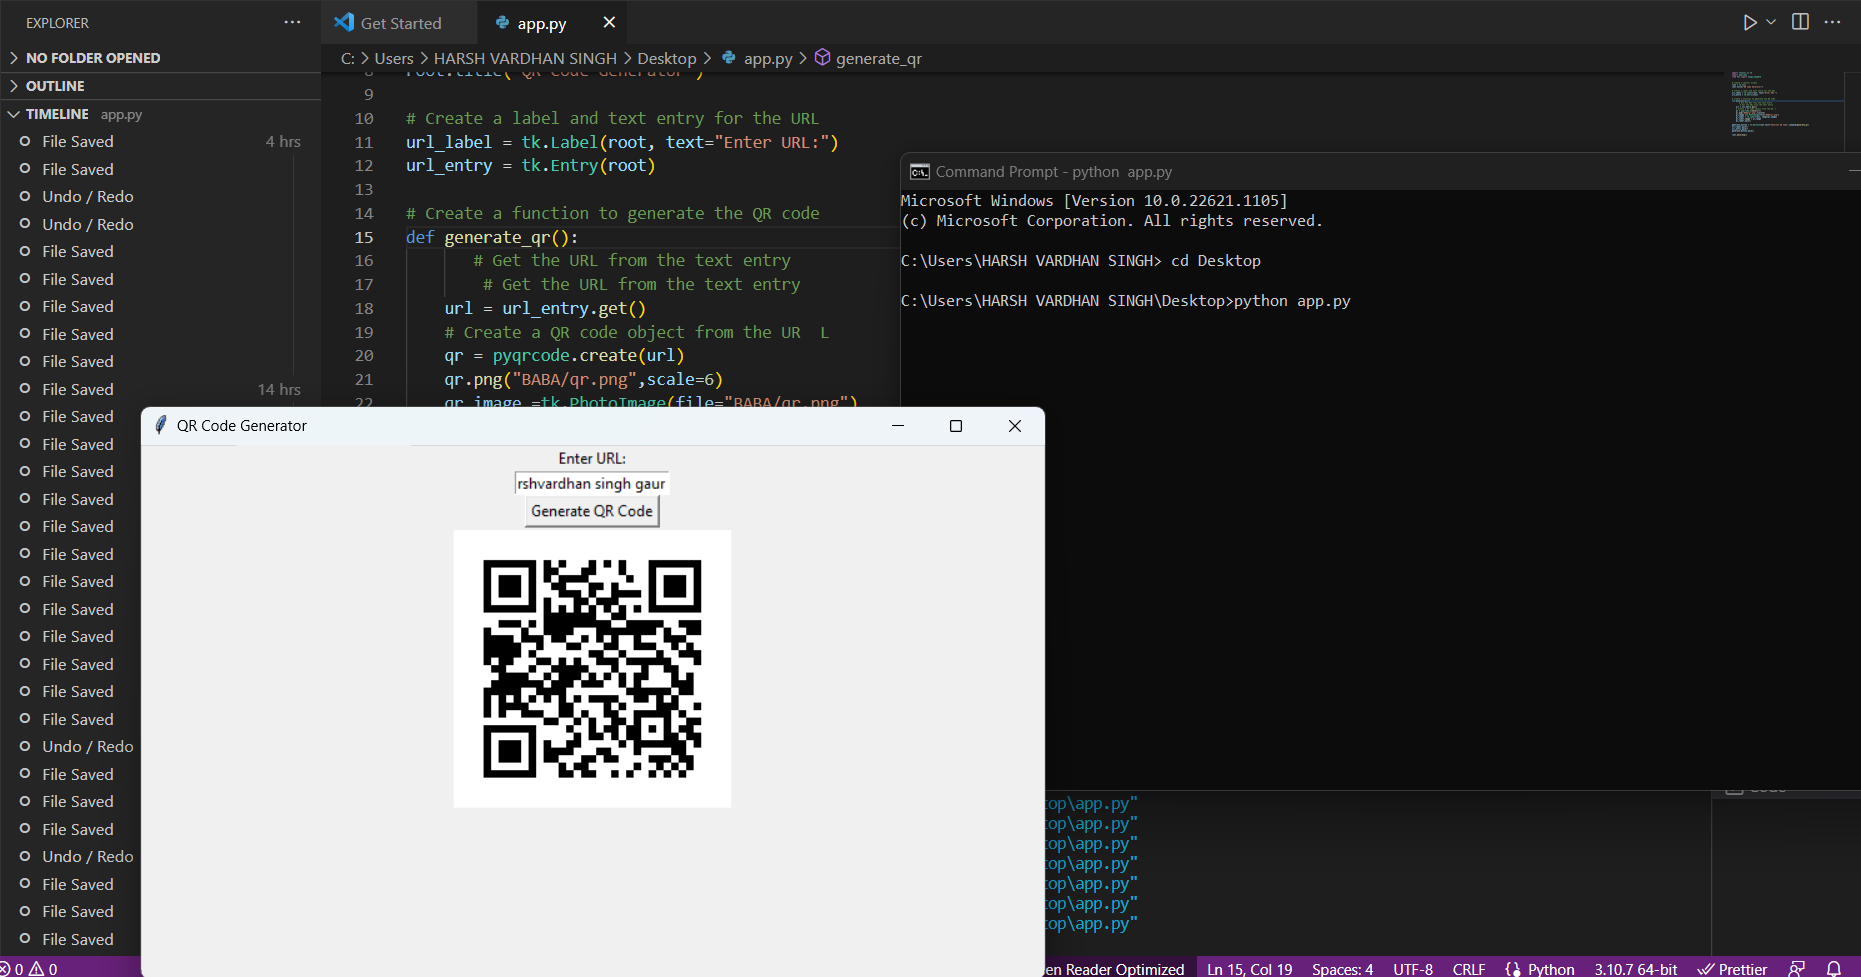 EXPLORER
NO FOLDER OPENED
OUTLINE
TIMELINE app.py
File Saved 4 hrs
File Saved
Undo / Redo
Undo / Redo
File Saved
File Saved
File Saved
File Saved
File Saved
File Saved 14 hrs
File Saved
File Saved
File Saved
File Saved
File Saved
File Saved
File Saved
File Saved
File Saved
File Saved
File Saved
File Saved
Undo / Redo
File Saved
File Saved
File Saved
Undo / Redo
File Saved
File Saved
File Saved
Get Started
app.py
C: > Users > HARSH VARDHAN SINGH > Desktop > app.py > generate_qr
9
10 # Create a label and text entry for the URL
11 url_label = tk.Label(root, text="Enter URL:")
12 url_entry = tk.Entry(root)
13
14 # Create a function to generate the QR code
15 def generate_qr():
16 # Get the URL from the text entry
17 # Get the URL from the text entry
18 url = url_entry.get()
19 # Create a QR code object from the UR  L
20 qr = pyqrcode.create(url)
21 qr.png("BABA/qr.png",scale=6)
22 qr_image =tk.PhotoImage(file="BABA/qr.png")
Command Prompt - python  app.py
Microsoft Windows [Version 10.0.22621.1105]
(c) Microsoft Corporation. All rights reserved.
C:\Users\HARSH VARDHAN SINGH> cd Desktop
C:\Users\HARSH VARDHAN SINGH\Desktop>python app.py
QR Code Generator
Enter URL:
rshvardhan singh gaur
Generate QR Code
top\app.py"
top\app.py"
top\app.py"
top\app.py"
top\app.py"
top\app.py"
top\app.py"
0 0
en Reader Optimized Ln 15, Col 19 Spaces: 4 UTF-8 CRLF Python 3.10.7 64-bit Prettier